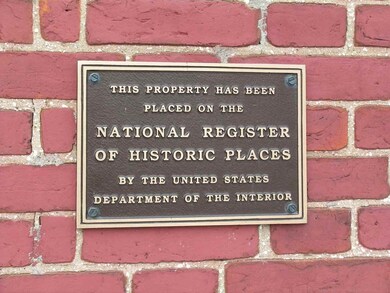 THIS PROPERTY HAS BEEN
PLACED ON THE
NATIONAL REGISTER
OF HISTORIC PLACES
BY THE UNITED STATES
DEPARTMENT OF THE INTERIOR